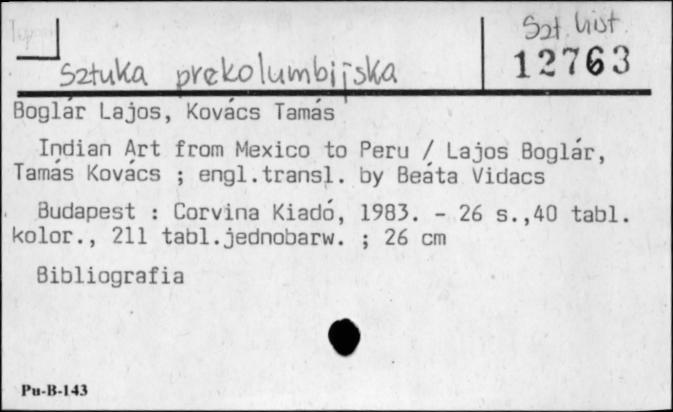 Szt. hist.
12763
Sztuka prekolumbijska
Boglár Lajos, Kovács Tamás
Indian Art from Mexico to Peru / Lajos Boglár,
Tamás Kovács ; engl.transl. by Beáta Vidacs
Budapest : Corvina Kiadó, 1983. - 26 s.,40 tabl.
kolor., 211 tabl.jednobarw. ; 26 cm
Bibliografia
Pu-B-143